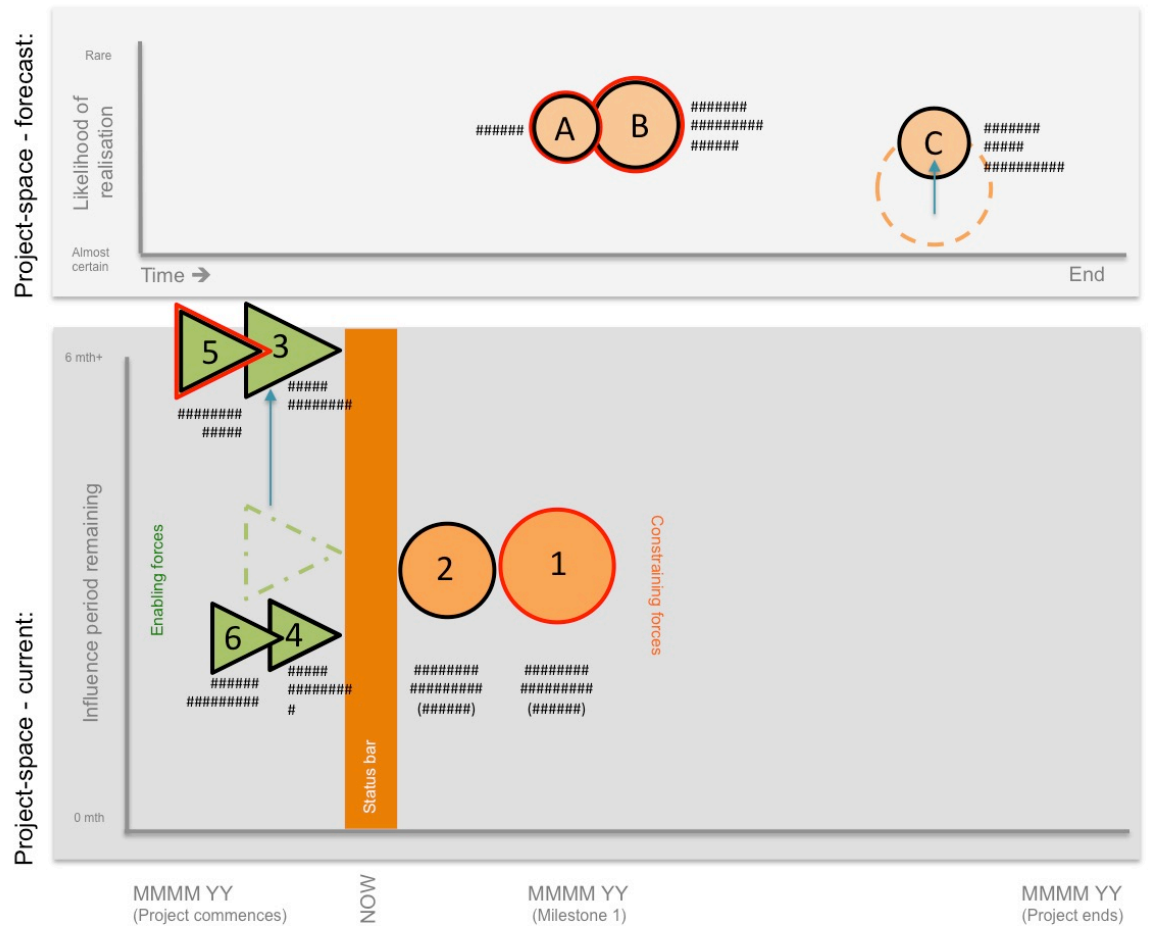 Project-space - forecast:
Rare
Likelihood of
realisation
Almost
certain
Time
End
######
A
B
#######
#########
######
C
#######
#####
##########
Project-space - current:
6 mth+
Influence period remaining
0 mth
Enabling forces
5
3
########
#####
#####
########
6
4
######
#########
#####
########
#
Status bar
2
1
########
#########
(######)
########
#########
(######)
Constraining forces
MMMM YY
(Project commences)
NOW
MMMM YY
(Milestone 1)
MMMM YY
(Project ends)